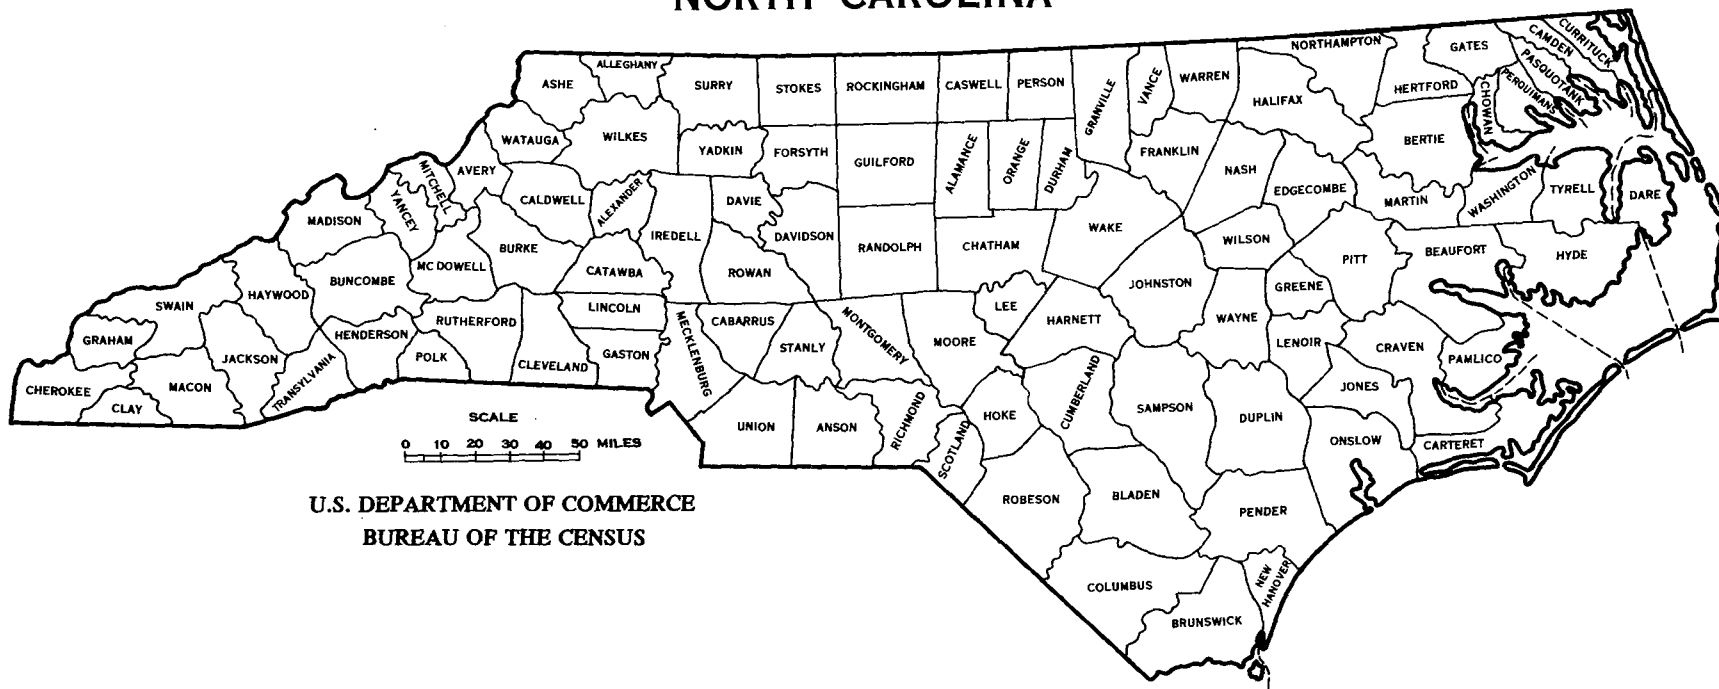 NORTH CAROLINA
ALLEGHANY
ASHE
SURRY
STOKES
ROCKINGHAM
CASWELL
PERSON
GRANVILLE
VANCE
WARREN
NORTHAMPTON
GATES
CAMDEN
CURRITUCK
PASQUOTANK
PERQUIMANS
CHOWAN
HERTFORD
HALIFAX
WATAUGA
WILKES
YADKIN
FORSYTH
GUILFORD
ALAMANCE
ORANGE
DURHAM
FRANKLIN
NASH
EDGECOMBE
BERTIE
MARTIN
WASHINGTON
TYRELL
DARE
MITCHELL
AVERY
YANCEY
CALDWELL
ALEXANDER
DAVIE
MADISON
IREDELL
DAVIDSON
RANDOLPH
CHATHAM
WAKE
WILSON
PITT
BEAUFORT
HYDE
BURKE
MC DOWELL
CATAWBA
ROWAN
BUNCOMBE
HAYWOOD
SWAIN
LINCOLN
RUTHERFORD
HENDERSON
GRAHAM
JACKSON
POLK
CLEVELAND
GASTON
MECKLENBURG
CABARRUS
STANLY
MONTGOMERY
MOORE
LEE
HARNETT
JOHNSTON
WAYNE
GREENE
LENOIR
CRAVEN
PAMLICO
CHEROKEE
CLAY
MACON
TRANSYLVANIA
UNION
ANSON
RICHMOND
SCOTLAND
HOKE
CUMBERLAND
SAMPSON
DUPLIN
JONES
ONSLOW
CARTERET
SCALE
0 10 20 30 40 50 MILES
U.S. DEPARTMENT OF COMMERCE
BUREAU OF THE CENSUS
ROBESON
BLADEN
PENDER
COLUMBUS
BRUNSWICK
NEW
HANOVER